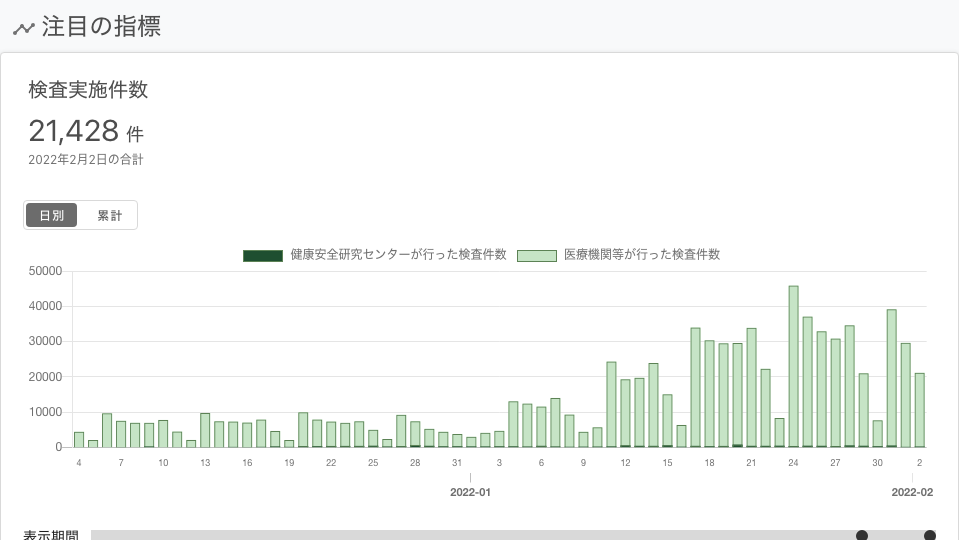 注目の指標
検査実施件数
21,428 件
2022年2月2日の合計
日別 累計
健康安全研究センターが行った検査件数 医療機関等が行った検査件数
50000
40000
30000
20000
10000
0
4 7 10 13 16 19 22 25 28 31 3 6 9 12 15 18 21 24 27 30 2
2022-01 2022-02
表示期間